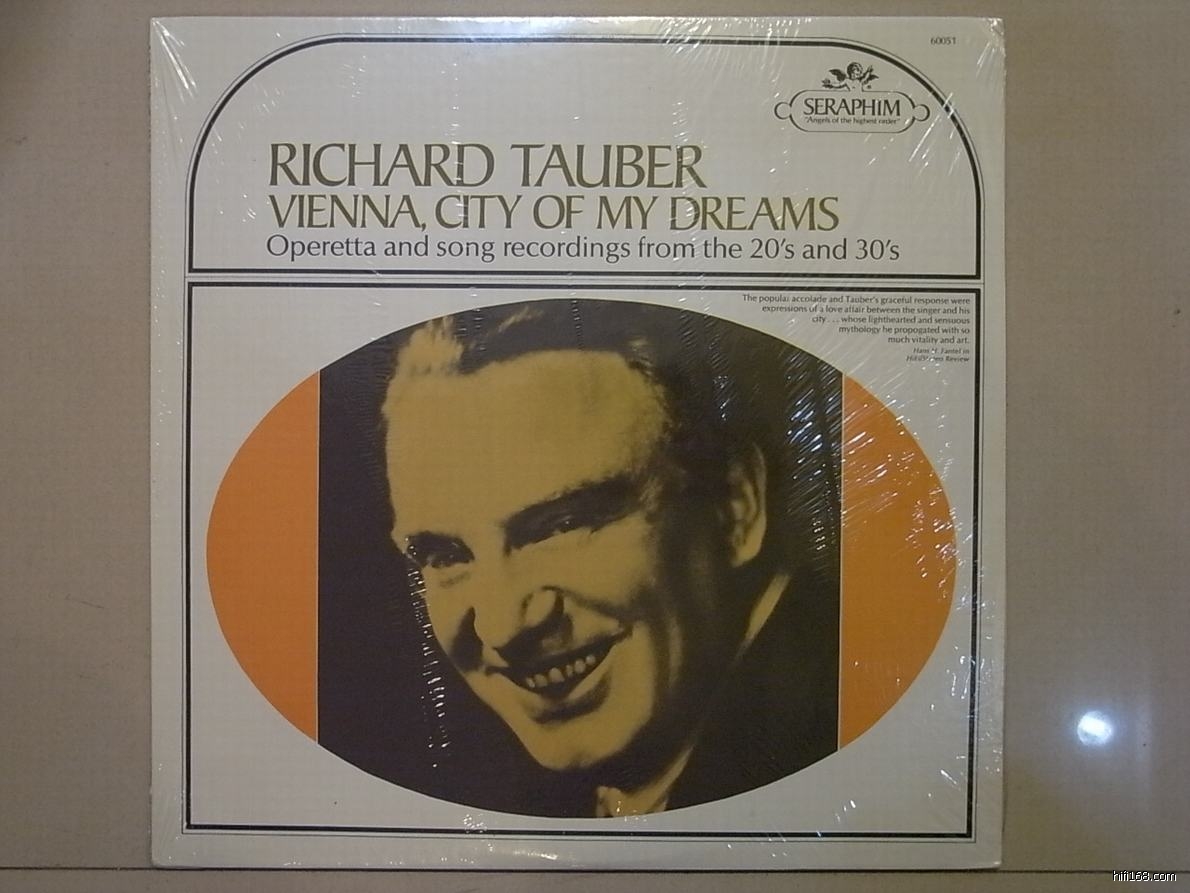 60051
SERAPHIM
"Angels of the highest order"
RICHARD TAUBER
VIENNA, CITY OF MY DREAMS
Operetta and song recordings from the 20's and 30's
The popular accolade and Tauber's graceful response were
expressions of a love affair between the singer and his
city . . . whose lighthearted and sensuous
mythology he propogated with so
much vitality and art.
Hans H. Fantel in
Review
hifi168.com